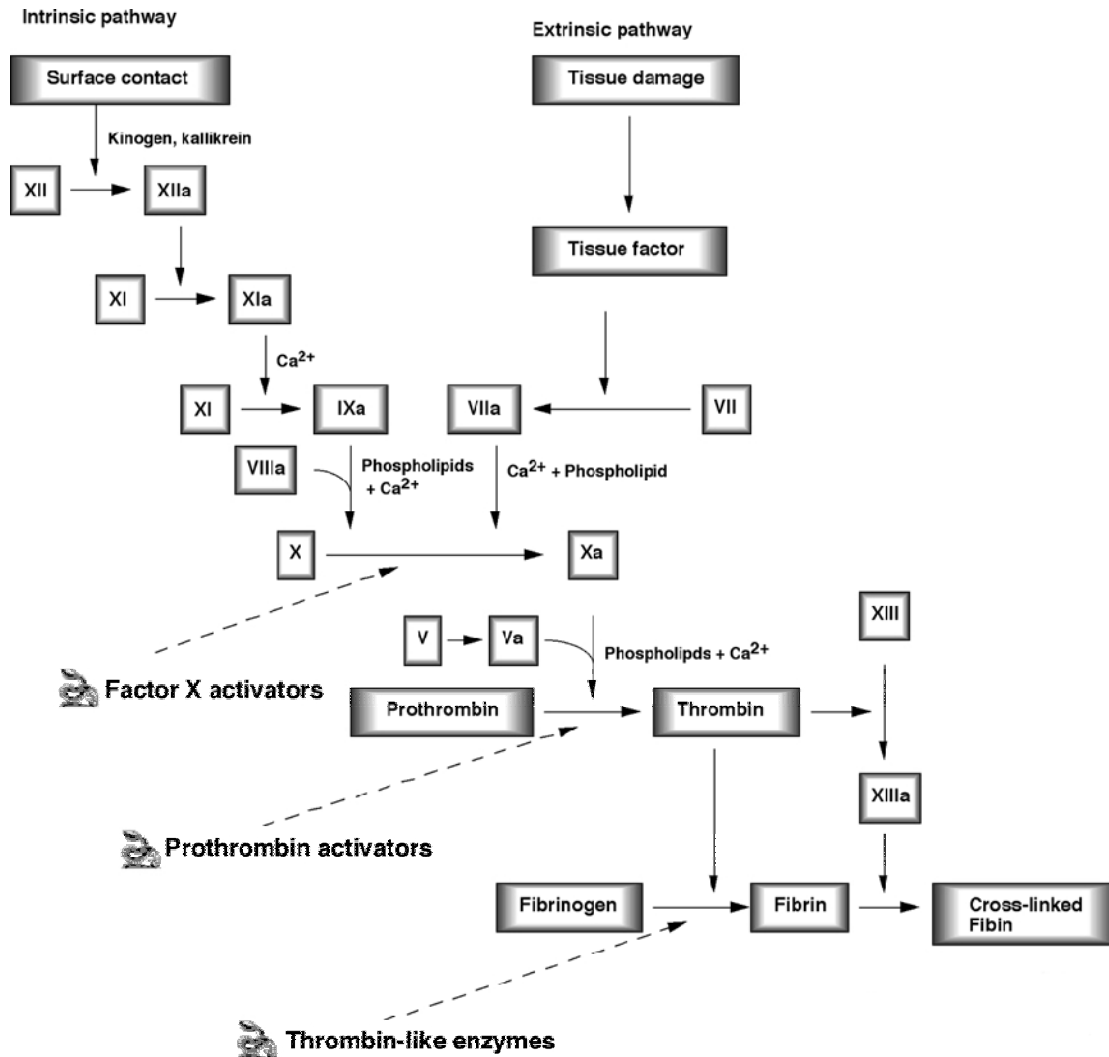 Intrinsic pathway
Extrinsic pathway
Surface contact
Tissue damage
Kinogen, kallikrein
XII
XIIa
Tissue factor
XI
XIa
Ca2+
XI
IXa
VIIa
VII
VIIIa
Phospholipids
+ Ca2+
Ca2+ + Phospholipid
X
Xa
XIII
V
Va
Phospholipds + Ca2+
Factor X activators
Prothrombin
Thrombin
XIIIa
Prothrombin activators
Fibrinogen
Fibrin
Cross-linked
Fibin
Thrombin-like enzymes